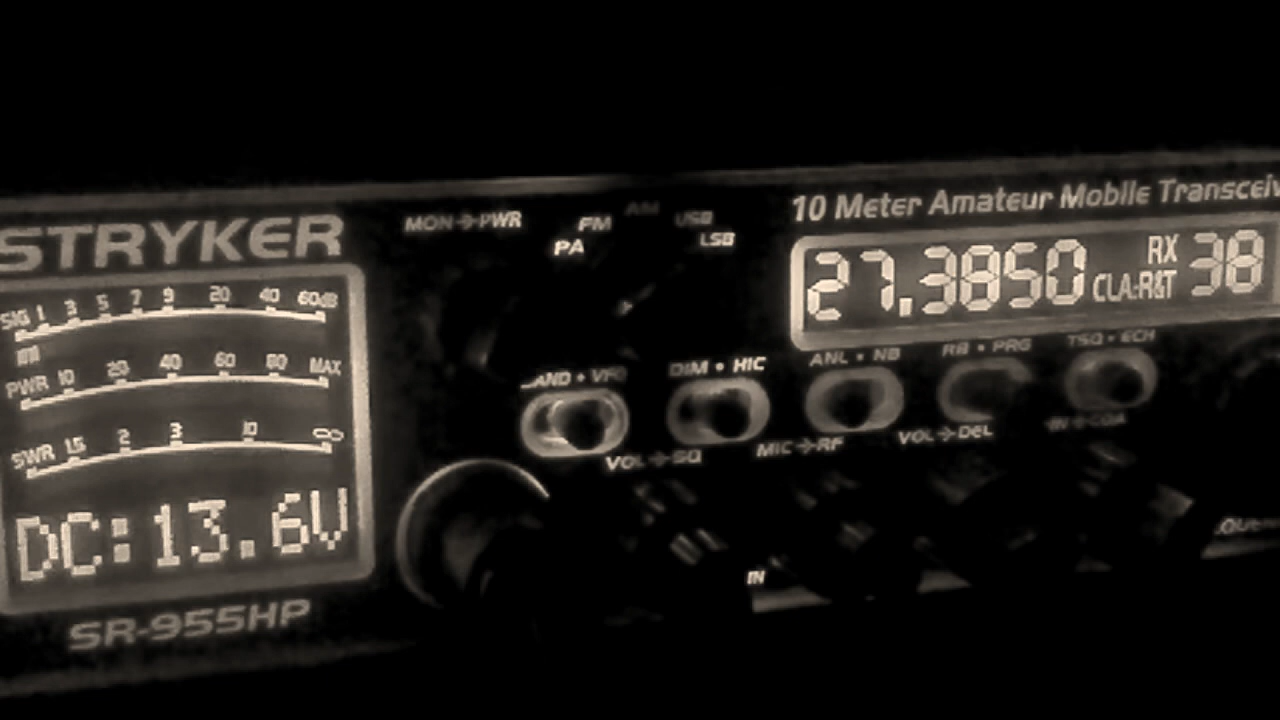 STRYKER
SIG 1 3 5 7 9 20 40 60dB
PWR 10 20 40 60 80 MAX
SWR 1.5 2 3 10 ∞
DC:13.6V
SR-955HP
MON→PWR
PA FM AM USB LSB
10 Meter Amateur Mobile
27.3850 RX CLA:R&T 38
DIM • HIC
ANL • NB
RB • PRG
TSQ • ECH
VOL→SQ
MIC→RF
VOL→DEL
IN